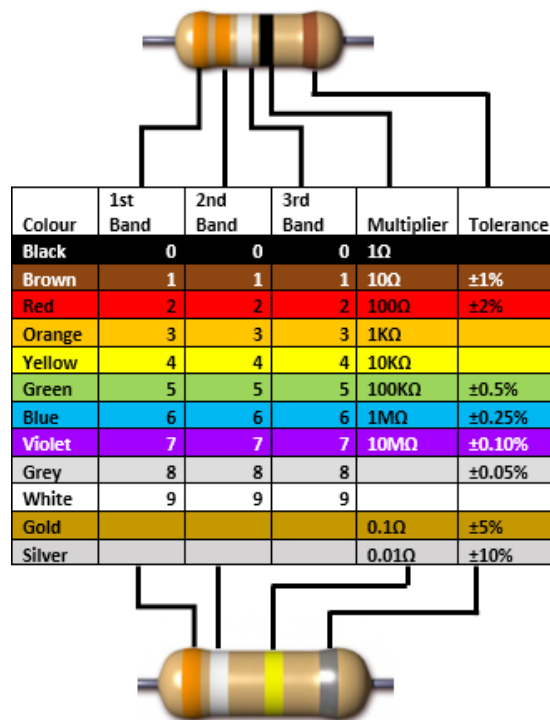 1st 2nd 3rd
Colour Band Band Band Multiplier Tolerance
Black 0 0 0 1Ω
Brown 1 1 1 10Ω ±1%
Red 2 2 2 100Ω ±2%
Orange 3 3 3 1KΩ
Yellow 4 4 4 10KΩ
Green 5 5 5 100KΩ ±0.5%
Blue 6 6 6 1MΩ ±0.25%
Violet 7 7 7 10MΩ ±0.10%
Grey 8 8 8 ±0.05%
White 9 9 9
Gold 0.1Ω ±5%
Silver 0.01Ω ±10%